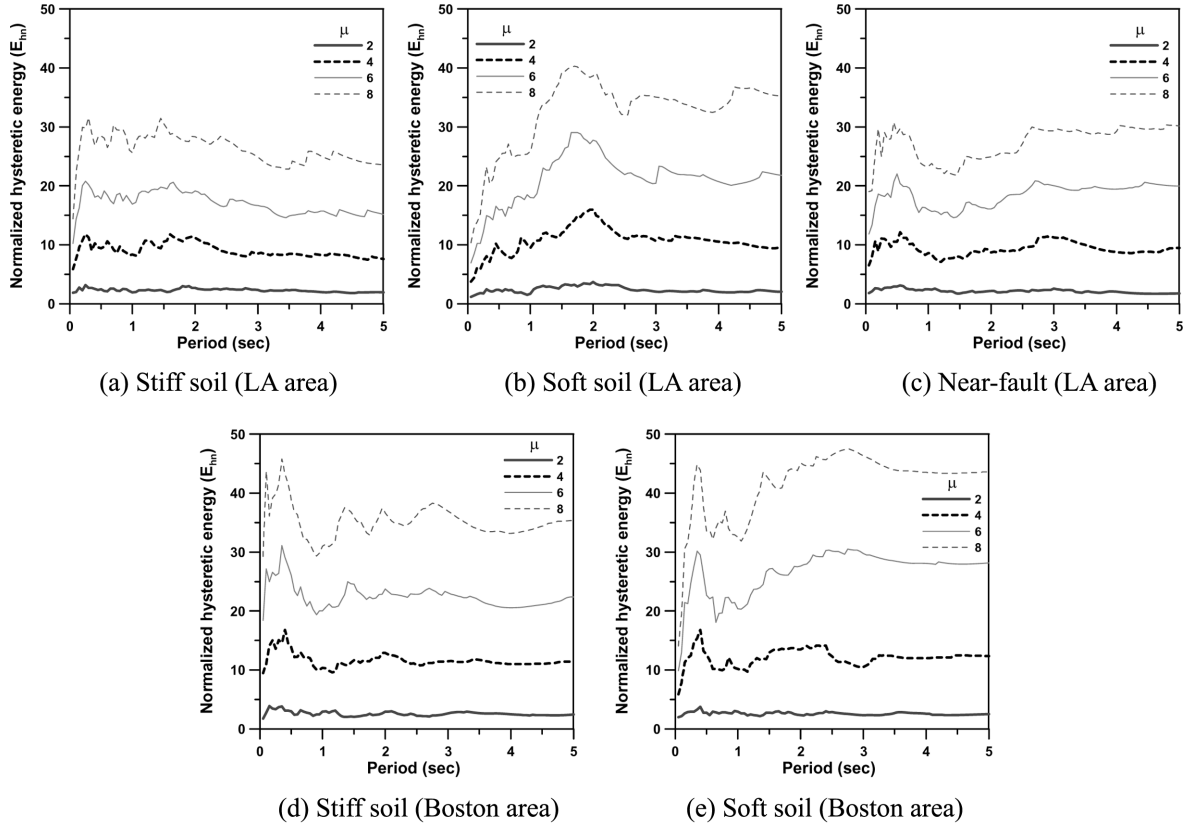 Normalized hysteretic energy (Ehn)
50
40
30
20
10
0
μ
2
4
6
8
0 1 2 3 4 5
Period (sec)
(a) Stiff soil (LA area)
Normalized hysteretic energy (Ehn)
50
40
30
20
10
0
μ
2
4
6
8
0 1 2 3 4 5
Period (sec)
(b) Soft soil (LA area)
Normalized hysteretic energy (Ehn)
50
40
30
20
10
0
μ
2
4
6
8
0 1 2 3 4 5
Period (sec)
(c) Near-fault (LA area)
Normalized hysteretic energy (Ehn)
50
40
30
20
10
0
μ
2
4
6
8
0 1 2 3 4 5
Period (sec)
(d) Stiff soil (Boston area)
Normalized hysteretic energy (Ehn)
50
40
30
20
10
0
μ
2
4
6
8
0 1 2 3 4 5
Period (sec)
(e) Soft soil (Boston area)